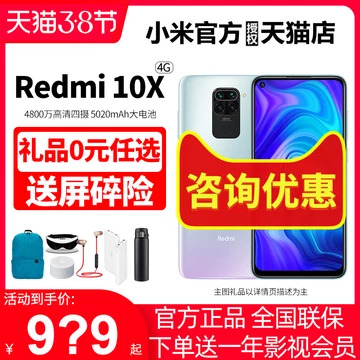 天猫3·8节
小米官方授权天猫店
Redmi 10X 4G
4800万高清四摄 5020mAh大电池
礼品0元任选
送屏碎险
咨询优惠
Redmi
主图礼品以详情页描述为主
活动到手价:
9?9起
官方正品 全国联保
下单送一年影视会员